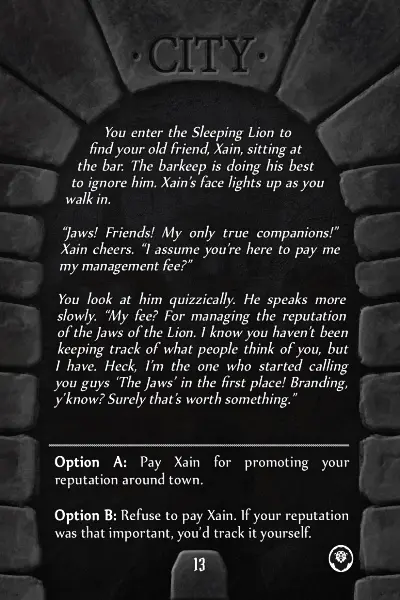 · CITY ·
You enter the Sleeping Lion to
find your old friend, Xain, sitting at
the bar. The barkeep is doing his best
to ignore him. Xain's face lights up as you
walk in.
“Jaws! Friends! My only true companions!”
Xain cheers. “I assume you're here to pay me
my management fee?”
You look at him quizzically. He speaks more
slowly. “My fee? For managing the reputation
of the Jaws of the Lion. I know you haven't been
keeping track of what people think of you, but
I have. Heck, I'm the one who started calling
you guys 'The Jaws' in the first place! Branding,
y'know? Surely that's worth something.”
Option A: Pay Xain for promoting your
reputation around town.
Option B: Refuse to pay Xain. If your reputation
was that important, you'd track it yourself.
13